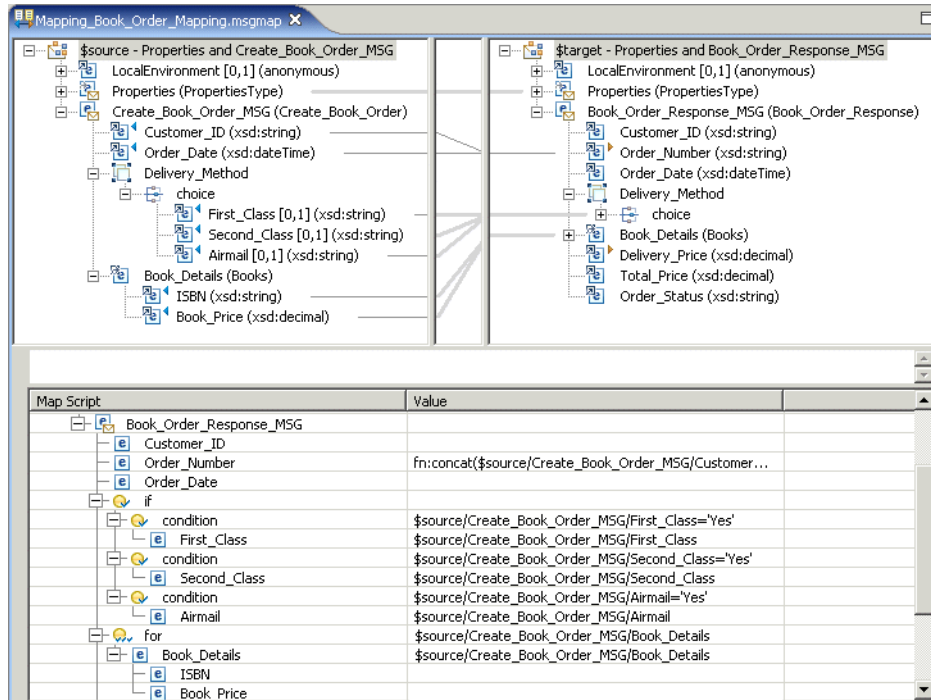 Mapping_Book_Order_Mapping.msgmap
$source - Properties and Create_Book_Order_MSG
LocalEnvironment [0,1] (anonymous)
Properties (PropertiesType)
Create_Book_Order_MSG (Create_Book_Order)
Customer_ID (xsd:string)
Order_Date (xsd:dateTime)
Delivery_Method
choice
First_Class [0,1] (xsd:string)
Second_Class [0,1] (xsd:string)
Airmail [0,1] (xsd:string)
Book_Details (Books)
ISBN (xsd:string)
Book_Price (xsd:decimal)
$target - Properties and Book_Order_Response_MSG
LocalEnvironment [0,1] (anonymous)
Properties (PropertiesType)
Book_Order_Response_MSG (Book_Order_Response)
Customer_ID (xsd:string)
Order_Number (xsd:string)
Order_Date (xsd:dateTime)
Delivery_Method
choice
Book_Details (Books)
Delivery_Price (xsd:decimal)
Total_Price (xsd:decimal)
Order_Status (xsd:string)
Map Script Value
Book_Order_Response_MSG
Customer_ID
Order_Number fn:concat($source/Create_Book_Order_MSG/Customer...
Order_Date
if
condition $source/Create_Book_Order_MSG/First_Class='Yes'
First_Class $source/Create_Book_Order_MSG/First_Class
condition $source/Create_Book_Order_MSG/Second_Class='Yes'
Second_Class $source/Create_Book_Order_MSG/Second_Class
condition $source/Create_Book_Order_MSG/Airmail='Yes'
Airmail $source/Create_Book_Order_MSG/Airmail
for $source/Create_Book_Order_MSG/Book_Details
Book_Details $source/Create_Book_Order_MSG/Book_Details
ISBN
Book_Price